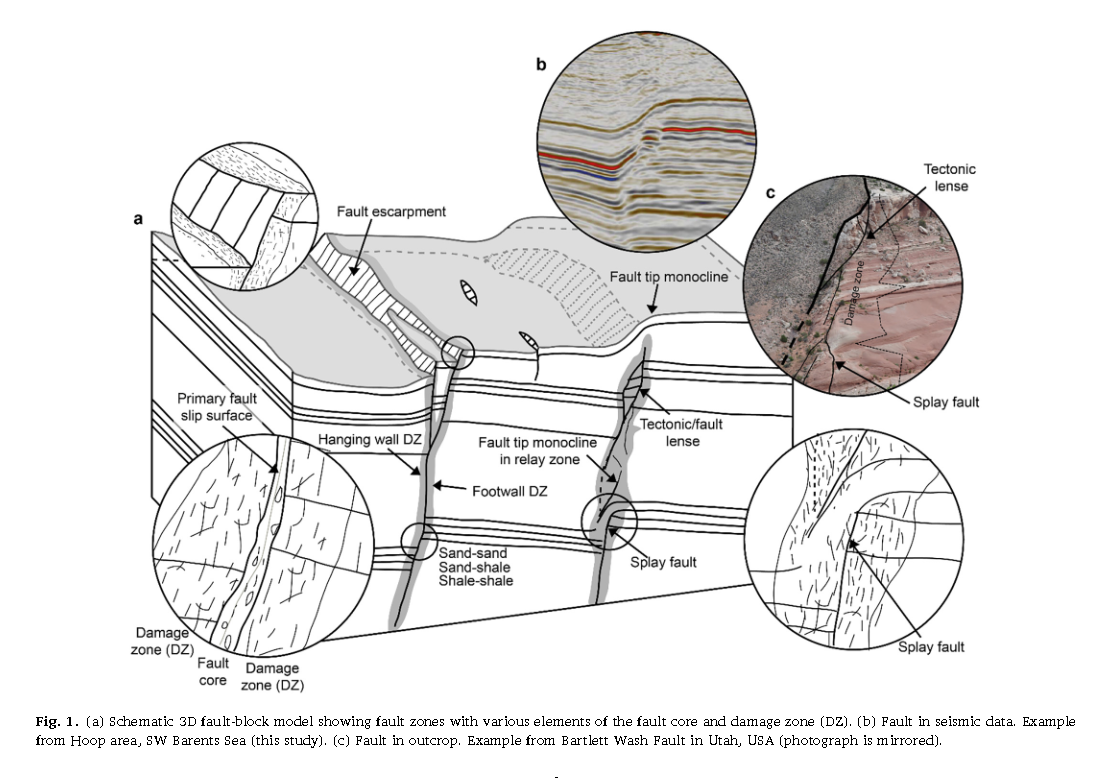 b
Tectonic
lense
c
a
Fault escarpment
Fault tip monocline
Damage zone
Primary fault
slip surface
Splay fault
Tectonic/fault
lense
Hanging wall DZ
Fault tip monocline
in relay zone
Footwall DZ
Sand-sand
Sand-shale
Shale-shale
Splay fault
Damage
zone (DZ)
Fault
core
Damage
zone (DZ)
Splay fault
Fig. 1. (a) Schematic 3D fault-block model showing fault zones with various elements of the fault core and damage zone (DZ). (b) Fault in seismic data. Example
from Hoop area, SW Barents Sea (this study). (c) Fault in outcrop. Example from Bartlett Wash Fault in Utah, USA (photograph is mirrored).